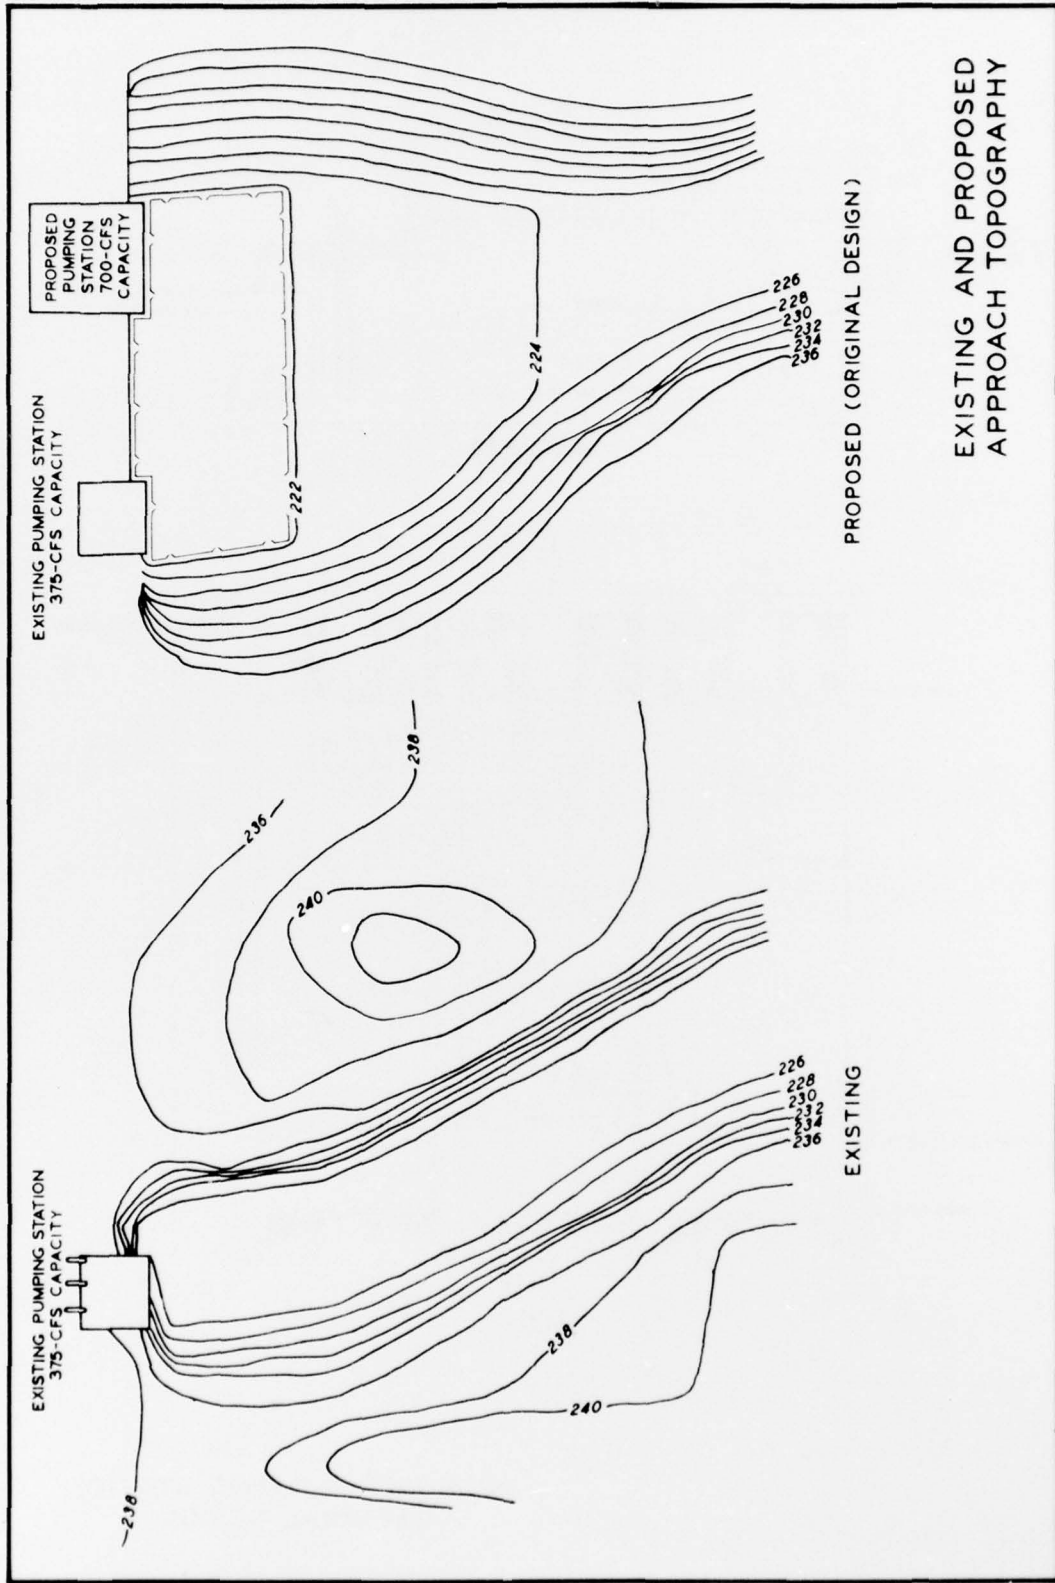 EXISTING PUMPING STATION
375-CFS CAPACITY
238
240
238
236
234
232
230
228
226
240
238
236
EXISTING
EXISTING PUMPING STATION
375-CFS CAPACITY
PROPOSED
PUMPING
STATION
700-CFS
CAPACITY
222
224
236
234
232
230
228
226
PROPOSED (ORIGINAL DESIGN)
EXISTING AND PROPOSED
APPROACH TOPOGRAPHY